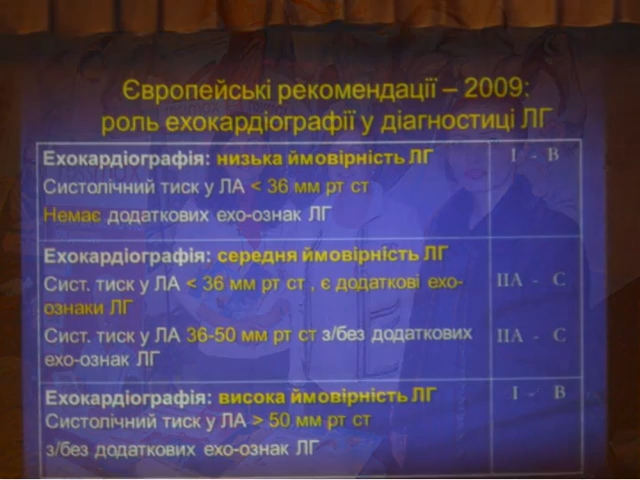 Європейські рекомендації – 2009:
роль ехокардіографії у діагностиці ЛГ
Ехокардіографія: низька ймовірність ЛГ I - B
Систолічний тиск у ЛА < 36 мм рт ст
Немає додаткових ехо-ознак ЛГ
Ехокардіографія: середня ймовірність ЛГ
Сист. тиск у ЛА < 36 мм рт ст , є додаткові ехо- IIA - C
ознаки ЛГ
Сист. тиск у ЛА 36-50 мм рт ст з/без додаткових IIA - C
ехо-ознак ЛГ
Ехокардіографія: висока ймовірність ЛГ I - B
Систолічний тиск у ЛА > 50 мм рт ст
з/без додаткових ехо-ознак ЛГ